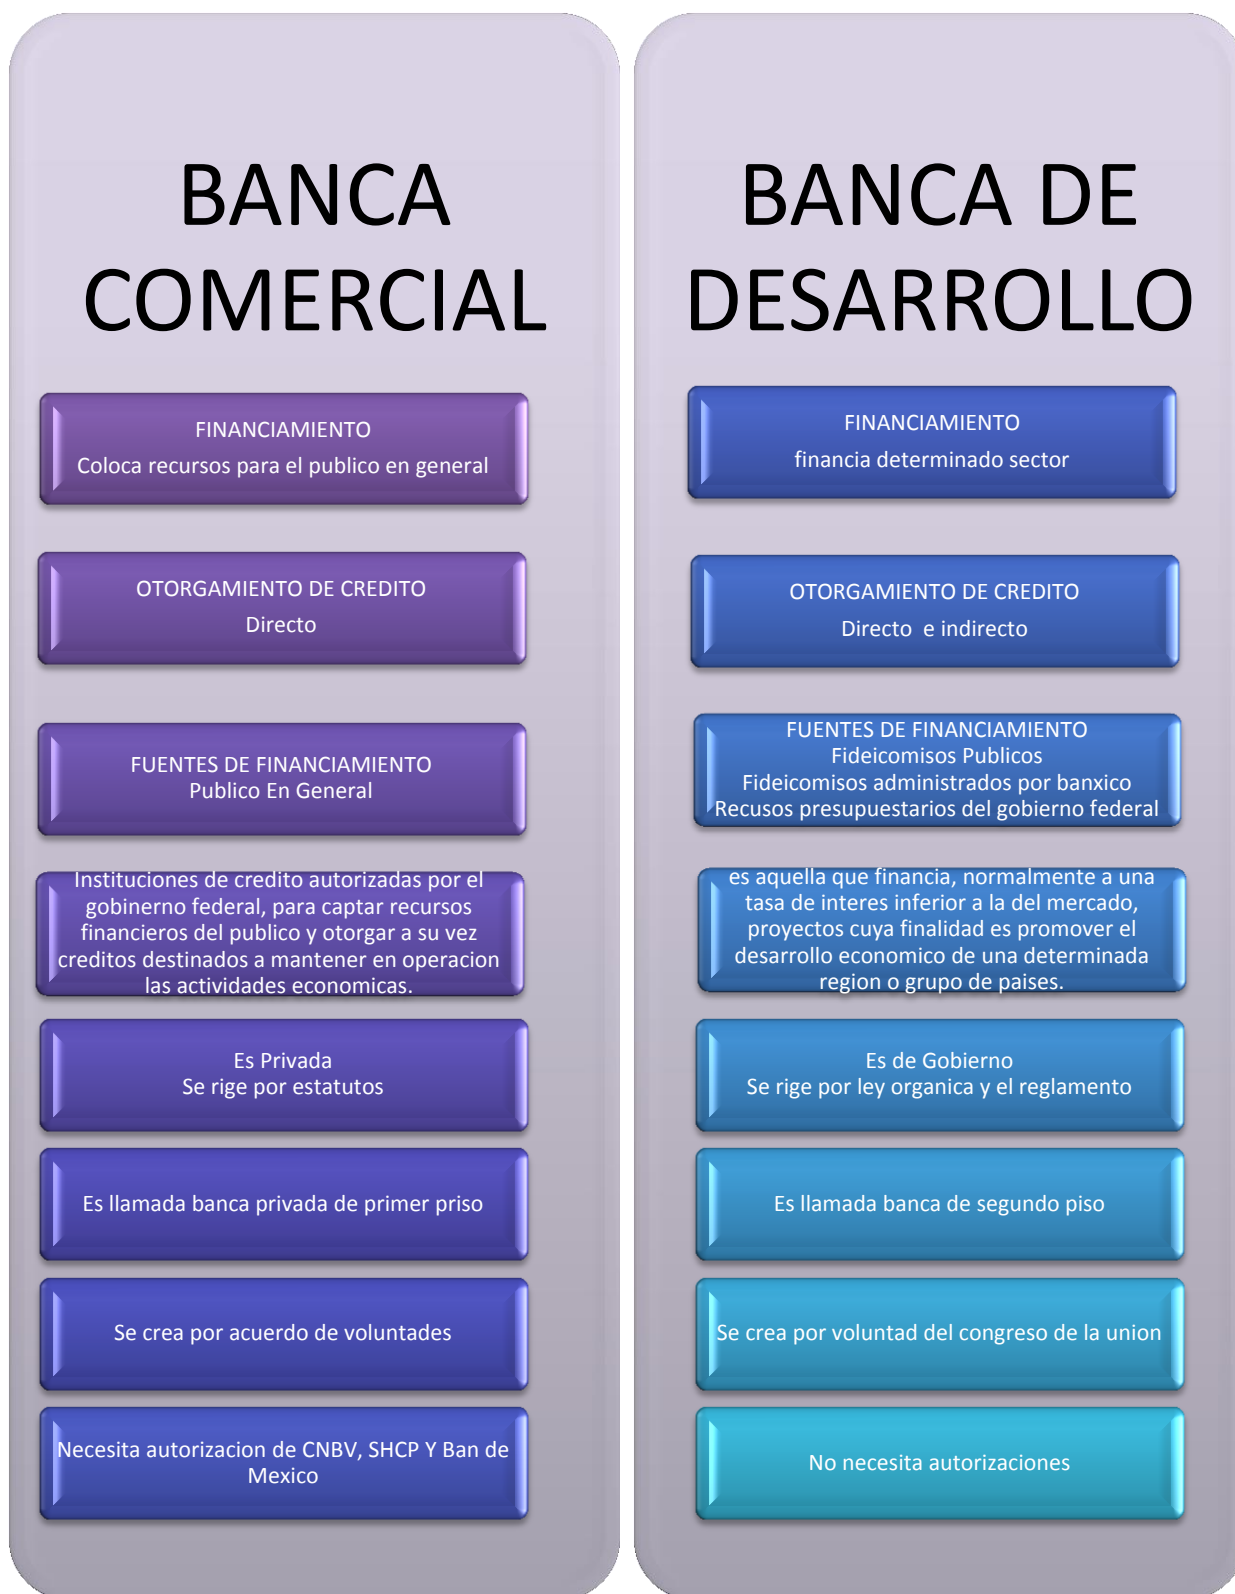 BANCA
COMERCIAL
FINANCIAMIENTO
Coloca recursos para el publico en general
OTORGAMIENTO DE CREDITO
Directo
FUENTES DE FINANCIAMIENTO
Publico En General
Instituciones de credito autorizadas por el
gobinerno federal, para captar recursos
financieros del publico y otorgar a su vez
creditos destinados a mantener en operacion
las actividades economicas.
Es Privada
Se rige por estatutos
Es llamada banca privada de primer priso
Se crea por acuerdo de voluntades
Necesita autorizacion de CNBV, SHCP Y Ban de
Mexico
BANCA DE
DESARROLLO
FINANCIAMIENTO
financia determinado sector
OTORGAMIENTO DE CREDITO
Directo e indirecto
FUENTES DE FINANCIAMIENTO
Fideicomisos Publicos
Fideicomisos administrados por banxico
Recusos presupuestarios del gobierno federal
es aquella que financia, normalmente a una
tasa de interes inferior a la del mercado,
proyectos cuya finalidad es promover el
desarrollo economico de una determinada
region o grupo de paises.
Es de Gobierno
Se rige por ley organica y el reglamento
Es llamada banca de segundo piso
Se crea por voluntad del congreso de la union
No necesita autorizaciones